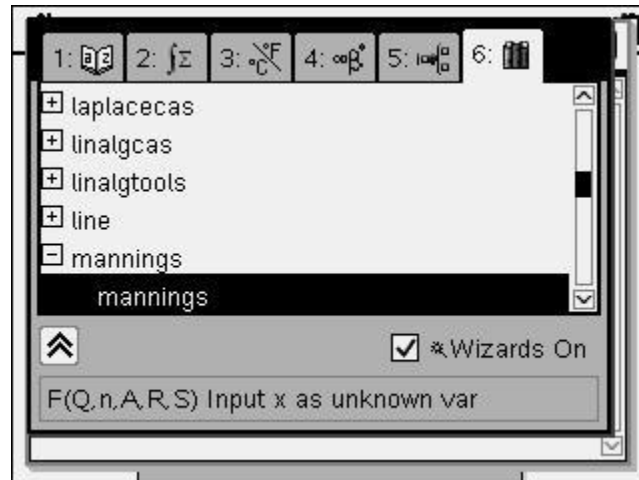 1: 2: ∫Σ 3: °C°F 4: ∞β° 5: 6:
laplacecas
linalgcas
linalgtools
line
mannings
mannings
Wizards On
F(Q,n,A,R,S) Input x as unknown var